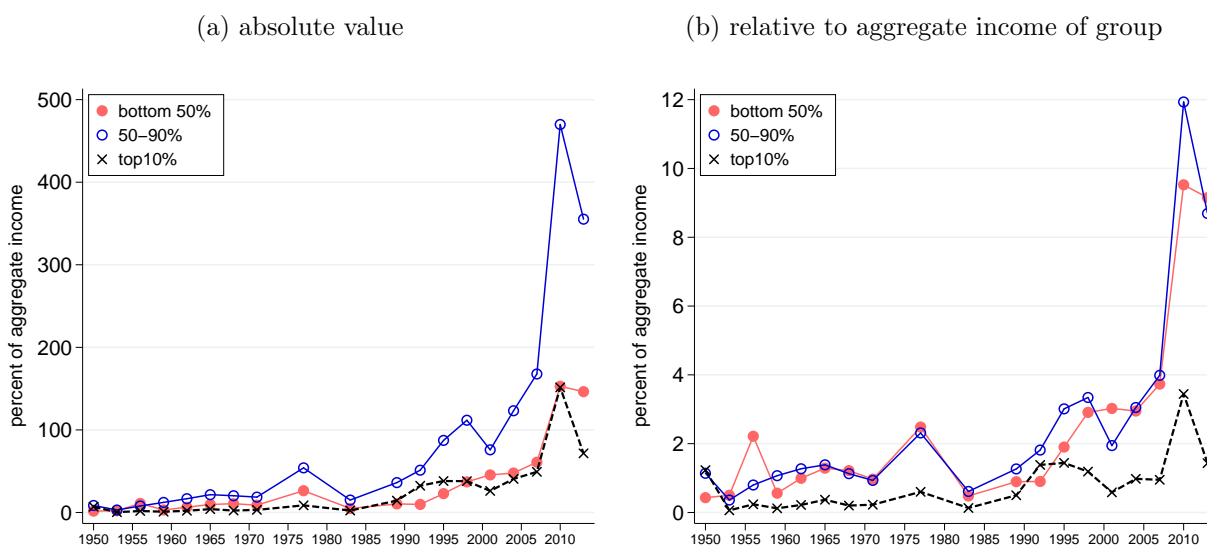 (a) absolute value
percent of aggregate income
500
400
300
200
100
0
bottom 50%
50−90%
top10%
1950 1955 1960 1965 1970 1975 1980 1985 1990 1995 2000 2005 2010
(b) relative to aggregate income of group
percent of aggregate income
12
10
8
6
4
2
0
bottom 50%
50−90%
top10%
1950 1955 1960 1965 1970 1975 1980 1985 1990 1995 2000 2005 2010